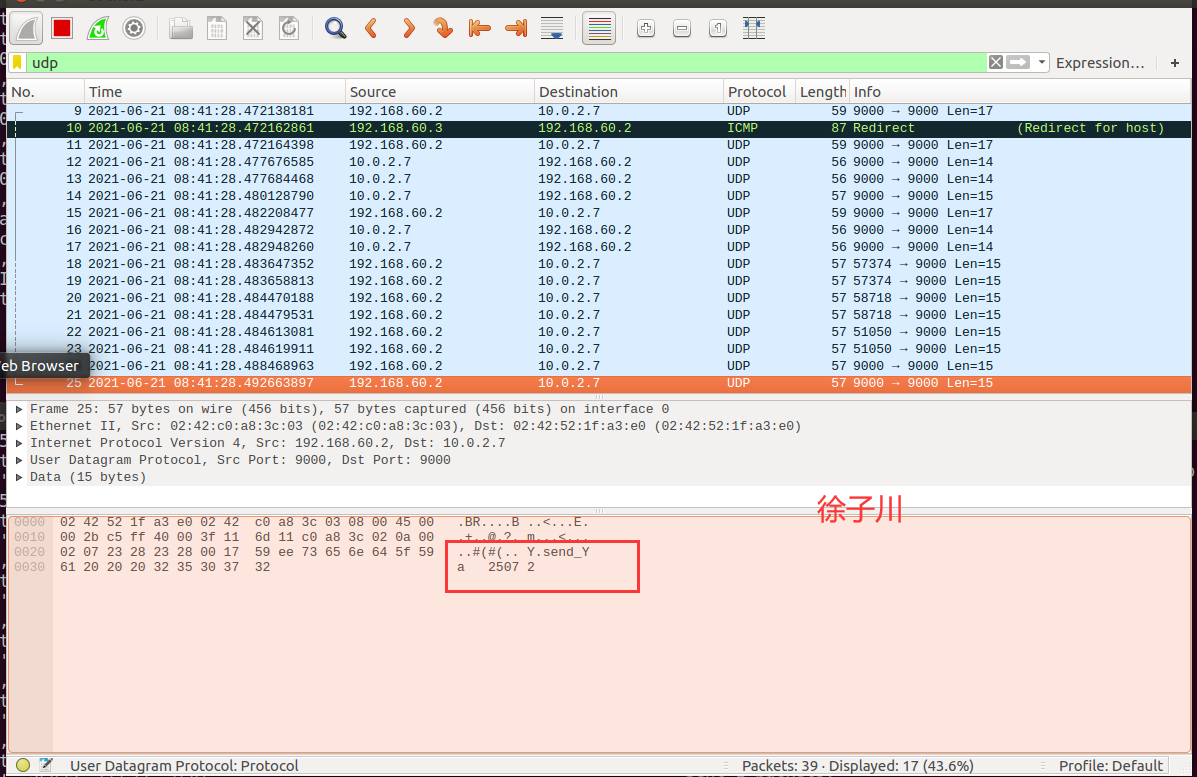 udp Expression… +
No. Time Source Destination Protocol Length Info
9 2021-06-21 08:41:28.472138181 192.168.60.2 10.0.2.7 UDP 59 9000 → 9000 Len=17
10 2021-06-21 08:41:28.472162861 192.168.60.3 192.168.60.2 ICMP 87 Redirect (Redirect for host)
11 2021-06-21 08:41:28.472164398 192.168.60.2 10.0.2.7 UDP 59 9000 → 9000 Len=17
12 2021-06-21 08:41:28.477676585 10.0.2.7 192.168.60.2 UDP 56 9000 → 9000 Len=14
13 2021-06-21 08:41:28.477684468 10.0.2.7 192.168.60.2 UDP 56 9000 → 9000 Len=14
14 2021-06-21 08:41:28.480128790 10.0.2.7 192.168.60.2 UDP 57 9000 → 9000 Len=15
15 2021-06-21 08:41:28.482208477 192.168.60.2 10.0.2.7 UDP 59 9000 → 9000 Len=17
16 2021-06-21 08:41:28.482942872 10.0.2.7 192.168.60.2 UDP 56 9000 → 9000 Len=14
17 2021-06-21 08:41:28.482948260 10.0.2.7 192.168.60.2 UDP 56 9000 → 9000 Len=14
18 2021-06-21 08:41:28.483647352 192.168.60.2 10.0.2.7 UDP 57 57374 → 9000 Len=15
19 2021-06-21 08:41:28.483658813 192.168.60.2 10.0.2.7 UDP 57 57374 → 9000 Len=15
20 2021-06-21 08:41:28.484470188 192.168.60.2 10.0.2.7 UDP 57 58718 → 9000 Len=15
21 2021-06-21 08:41:28.484479531 192.168.60.2 10.0.2.7 UDP 57 58718 → 9000 Len=15
22 2021-06-21 08:41:28.484613081 192.168.60.2 10.0.2.7 UDP 57 51050 → 9000 Len=15
23 2021-06-21 08:41:28.484619911 192.168.60.2 10.0.2.7 UDP 57 51050 → 9000 Len=15
eb Browser 2021-06-21 08:41:28.488468963 192.168.60.2 10.0.2.7 UDP 57 9000 → 9000 Len=15
25 2021-06-21 08:41:28.492663897 192.168.60.2 10.0.2.7 UDP 57 9000 → 9000 Len=15
Frame 25: 57 bytes on wire (456 bits), 57 bytes captured (456 bits) on interface 0
Ethernet II, Src: 02:42:c0:a8:3c:03 (02:42:c0:a8:3c:03), Dst: 02:42:52:1f:a3:e0 (02:42:52:1f:a3:e0)
Internet Protocol Version 4, Src: 192.168.60.2, Dst: 10.0.2.7
User Datagram Protocol, Src Port: 9000, Dst Port: 9000
Data (15 bytes)
徐子川
0000 02 42 52 1f a3 e0 02 42 c0 a8 3c 03 08 00 45 00 .BR....B ..<...E.
0010 00 2b c5 ff 40 00 3f 11 6d 11 c0 a8 3c 02 0a 00 .+..@.?. m...<...
0020 02 07 23 28 23 28 00 17 59 ee 73 65 6e 64 5f 59 ..#(#(.. Y.send_Y
0030 61 20 20 20 32 35 30 37 32 a 2507 2
User Datagram Protocol: Protocol Packets: 39 · Displayed: 17 (43.6%) Profile: Default